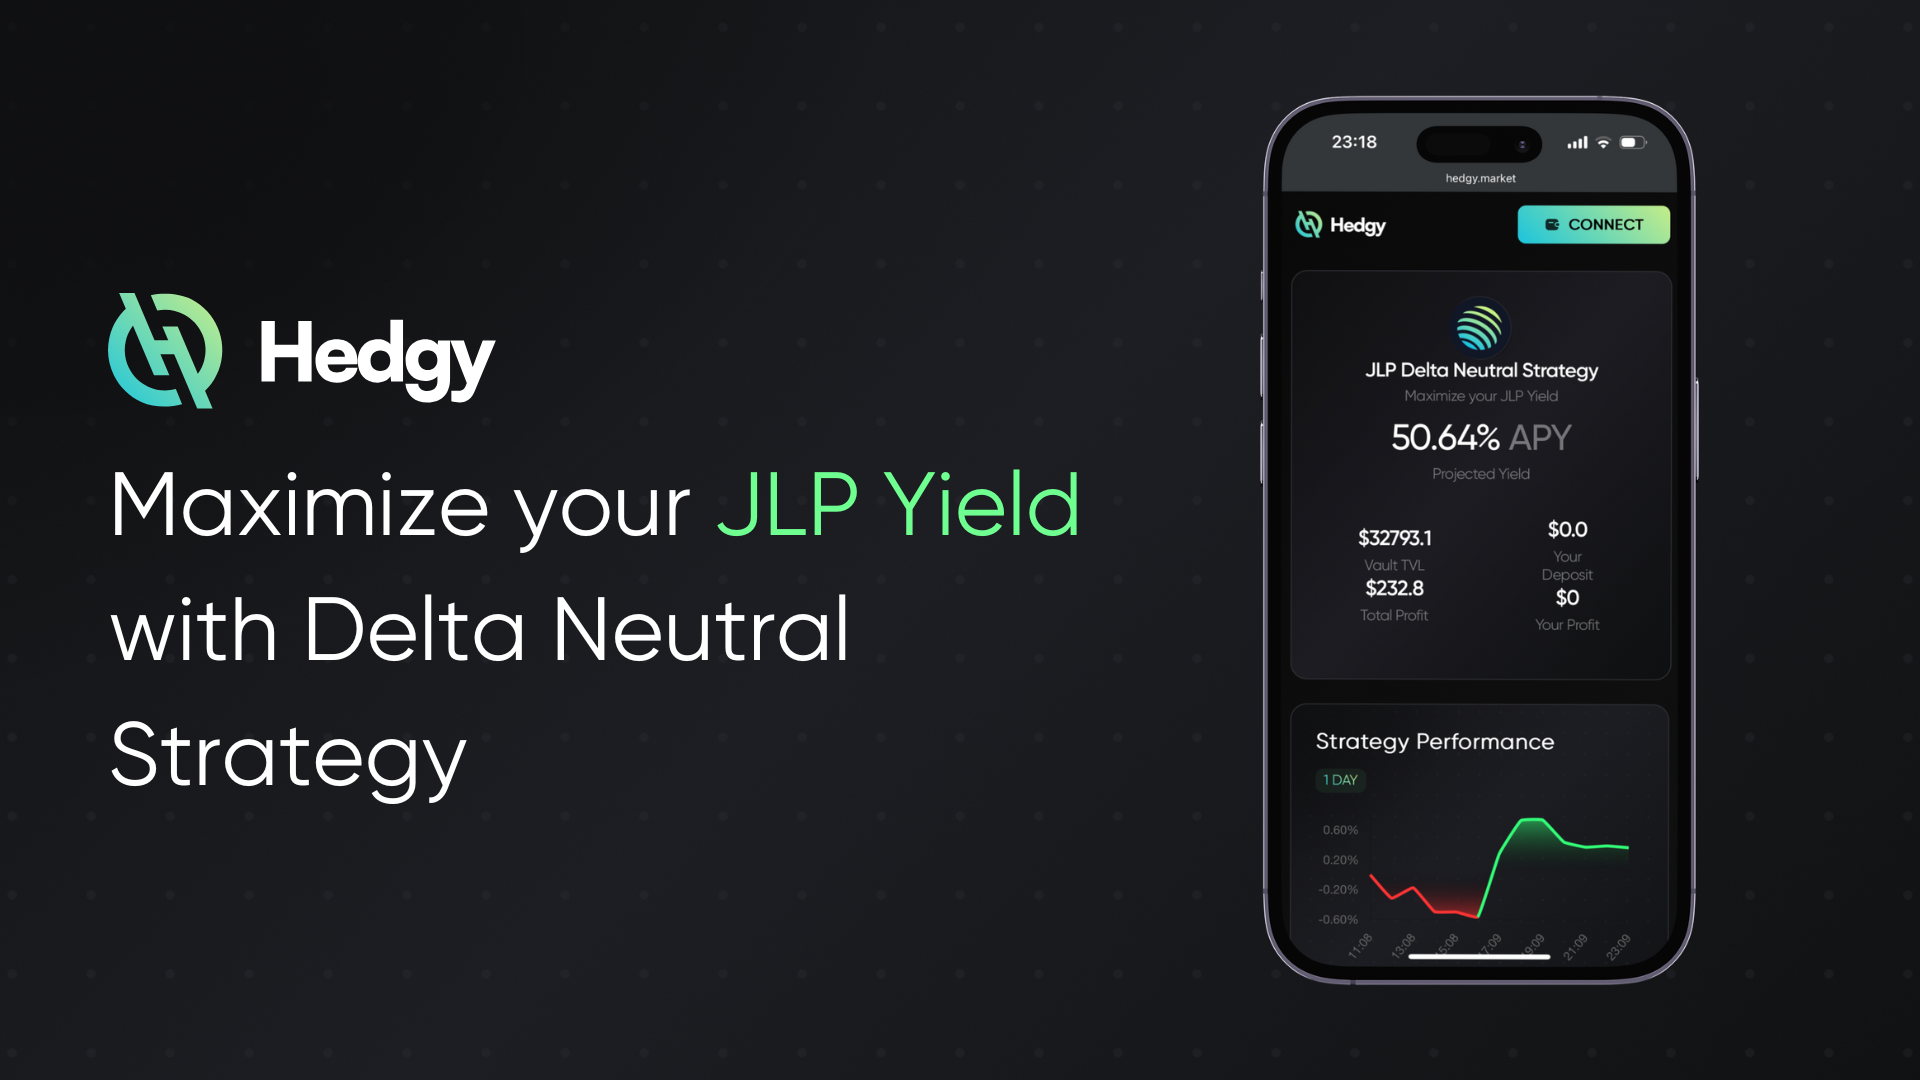 Hedgy
Maximize your JLP Yield
with Delta Neutral
Strategy
23:18
hedgy.market
Hedgy
CONNECT
JLP Delta Neutral Strategy
Maximize your JLP Yield
50.64% APY
Projected Yield
$32793.1
Vault TVL
$232.8
Total Profit
$0.0
Your
Deposit
$0
Your Profit
Strategy Performance
1 DAY
0.60%
0.20%
-0.20%
-0.60%
11:08
13:08
15:08
17:09
19:09
21:09
23:09